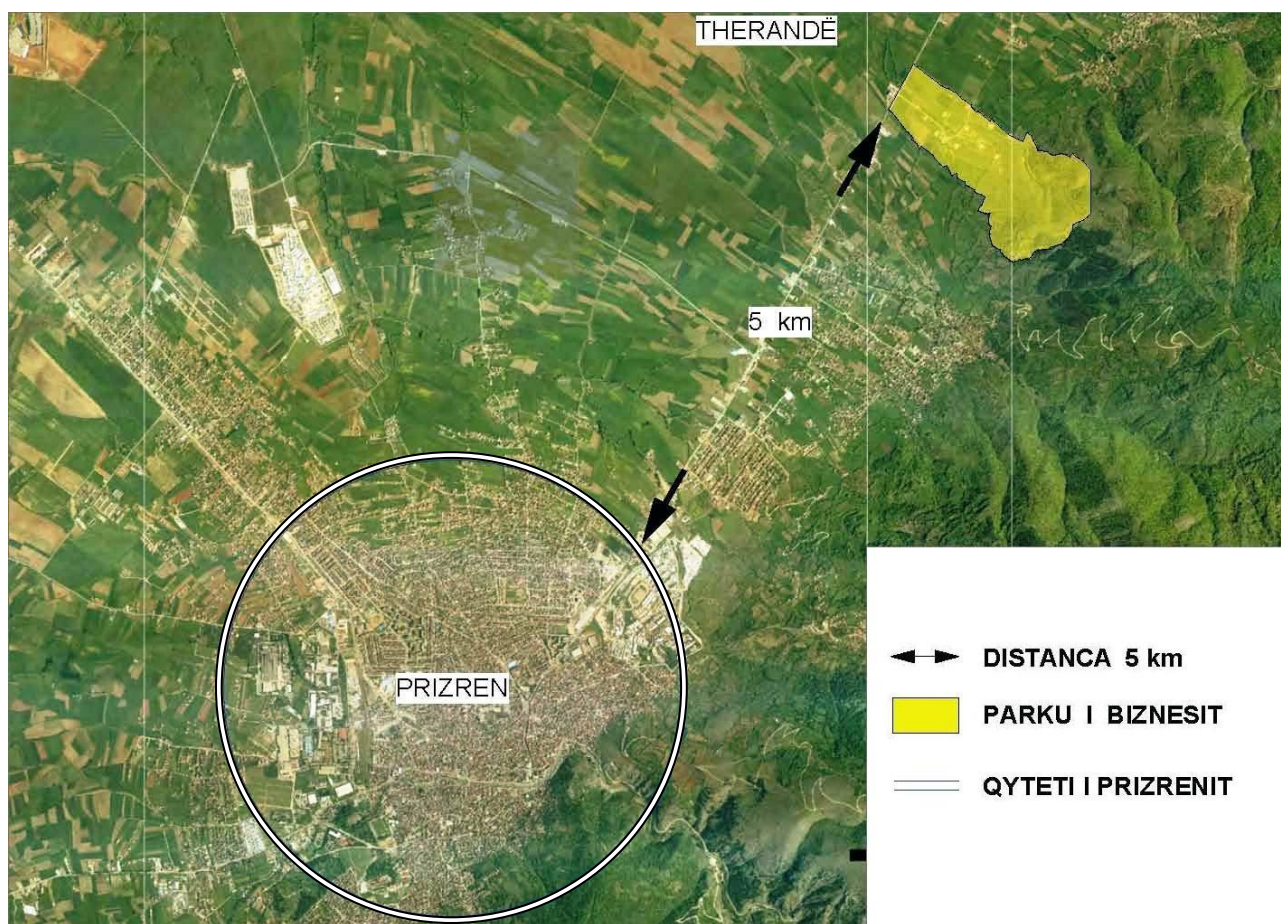 THERANDË
5 km
PRIZREN
DISTANCA 5 km
PARKU I BIZNESIT
QYTETI I PRIZRENIT